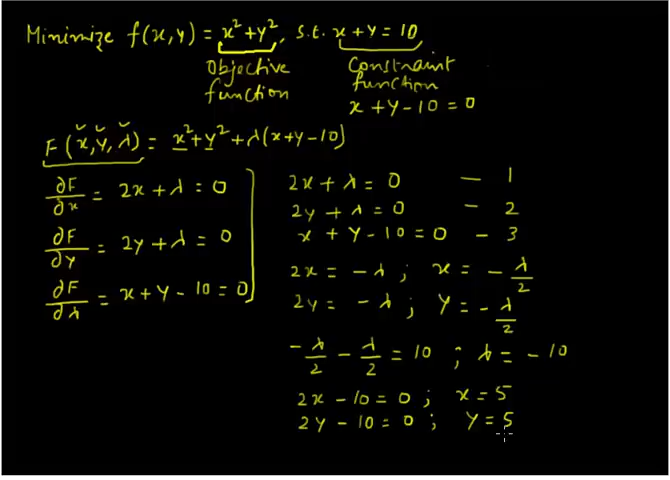 Minimize f(x,y) = x² + y², s.t. x + y = 10
Objective function
Constraint function
x + y - 10 = 0
F(x, y, λ) = x² + y² + λ(x+y-10)
∂F/∂x = 2x + λ = 0
∂F/∂y = 2y + λ = 0
∂F/∂λ = x + y - 10 = 0
2x + λ = 0 - 1
2y + λ = 0 - 2
x + y - 10 = 0 - 3
2x = -λ ; x = -λ/2
2y = -λ ; y = -λ/2
-λ/2 - λ/2 = 10 ; λ = -10
2x - 10 = 0 ; x = 5
2y - 10 = 0 ; y = 5